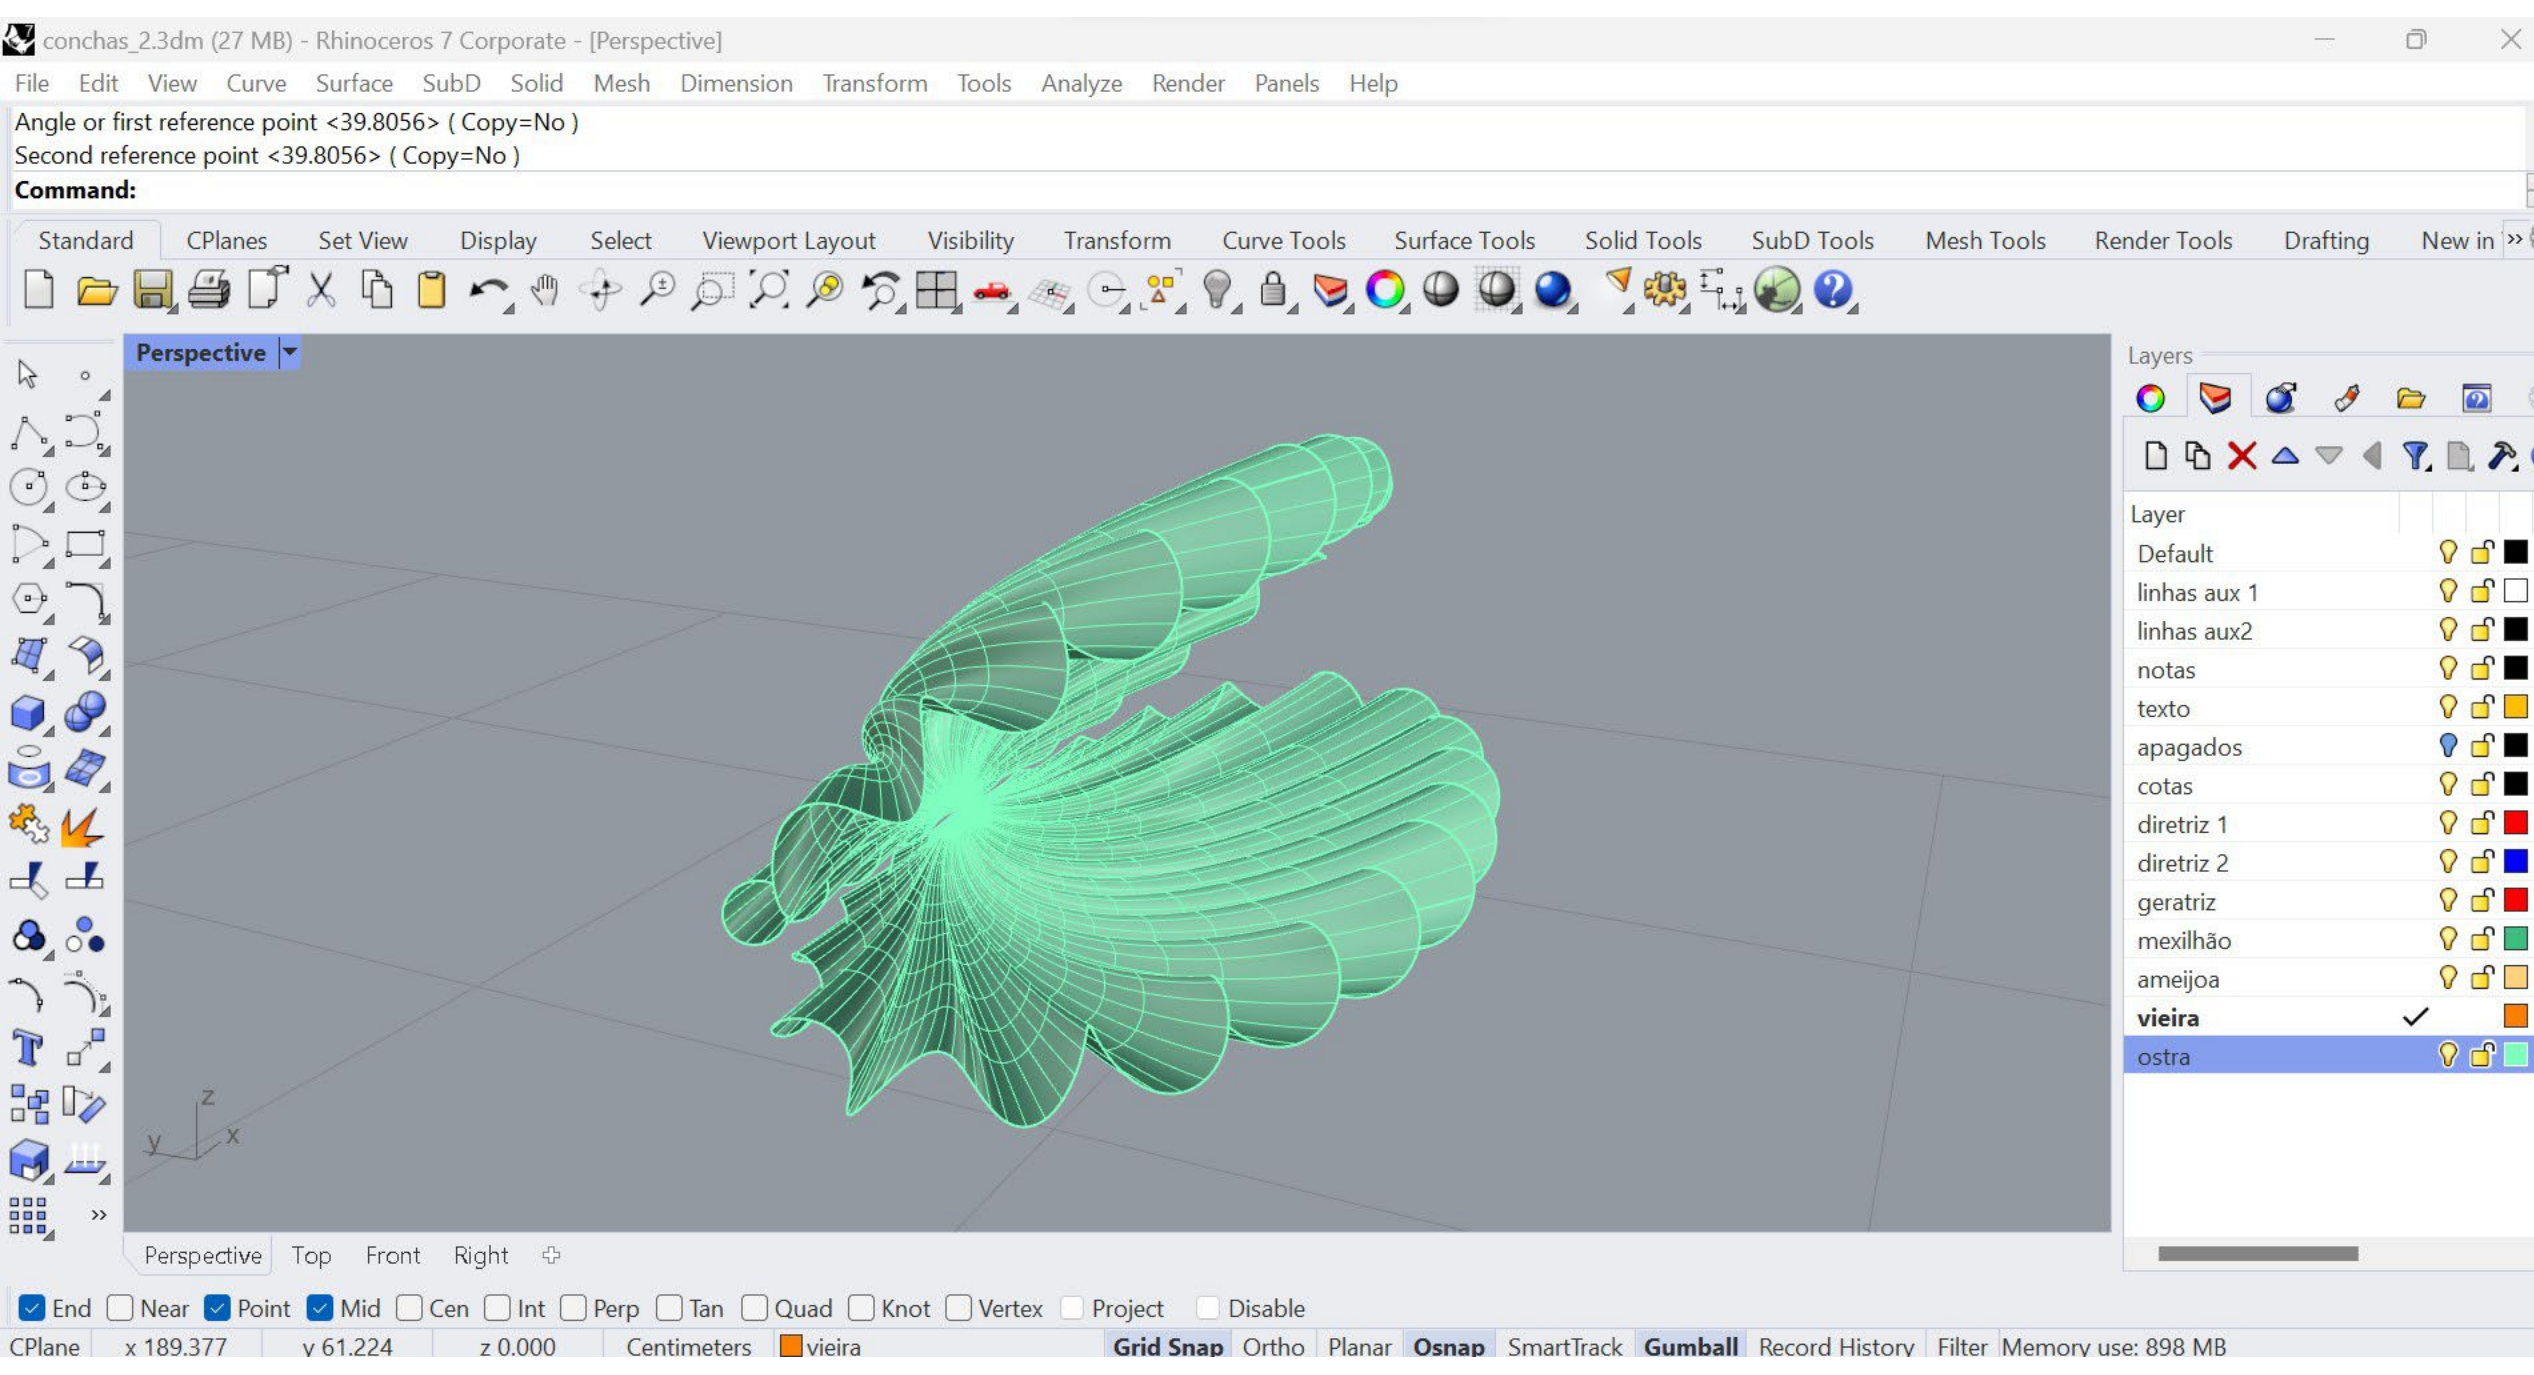 conchas_2.3dm (27 MB) - Rhinoceros 7 Corporate - [Perspective]
File Edit View Curve Surface SubD Solid Mesh Dimension Transform Tools Analyze Render Panels Help
Angle or first reference point <39.8056> ( Copy=No )
Second reference point <39.8056> ( Copy=No )
Command:
Standard CPlanes Set View Display Select Viewport Layout Visibility Transform Curve Tools Surface Tools Solid Tools SubD Tools Mesh Tools Render Tools Drafting New in
Perspective
Layers
Layer
Default
linhas aux 1
linhas aux2
notas
texto
apagados
cotas
diretriz 1
diretriz 2
geratriz
mexilhão
ameijoa
vieira
ostra
z
y x
Perspective Top Front Right
End Near Point Mid Cen Int Perp Tan Quad Knot Vertex Project Disable
CPlane x 189.377 y 61.224 z 0.000 Centimeters vieira Grid Snap Ortho Planar Osnap SmartTrack Gumball Record History Filter Memory use: 898 MB